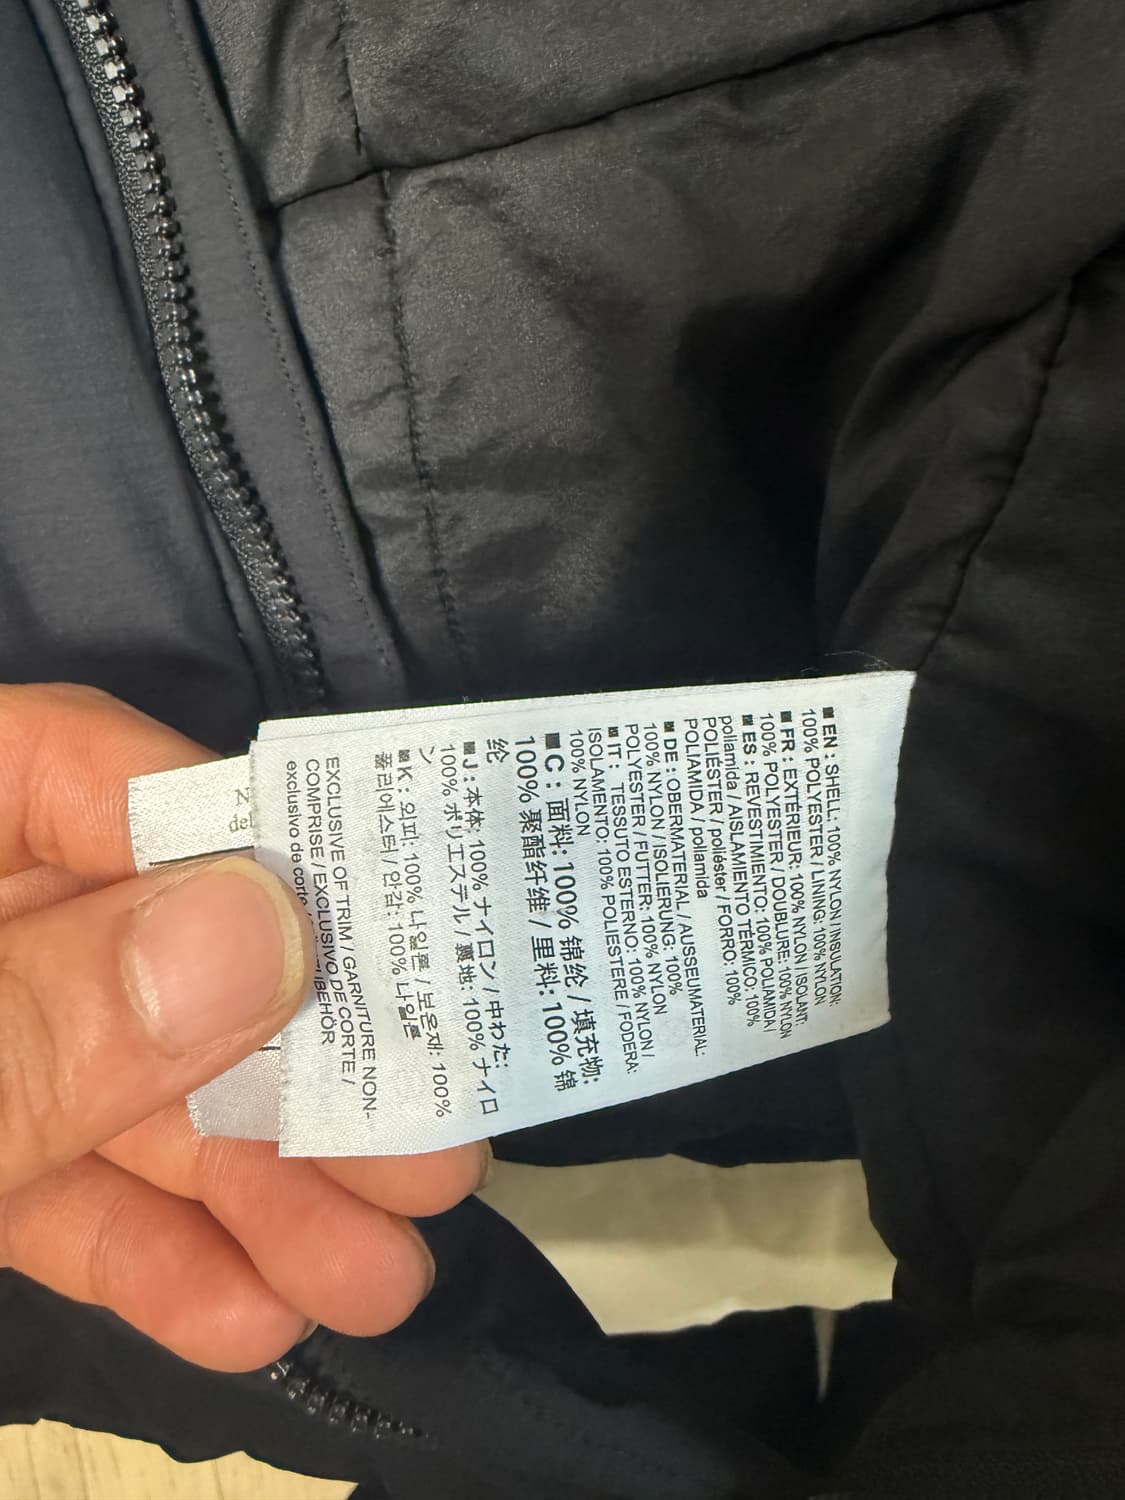 ■ EN : SHELL: 100% NYLON / INSULATION:
100% POLYESTER / LINING: 100% NYLON
■ FR : EXTÉRIEUR: 100% NYLON / ISOLANT:
100% POLYESTER / DOUBLURE: 100% NYLON
■ ES : REVESTIMIENTO: 100% POLIAMIDA /
poliamida / AISLAMIENTO TÉRMICO: 100%
POLIÉSTER / poliéster / FORRO: 100%
POLIAMIDA / poliamida
■ DE : OBERMATERIAL / AUSSEUMATERIAL:
100% NYLON / ISOLIERUNG: 100%
POLYESTER / FUTTER: 100% NYLON
■ IT : TESSUTO ESTERNO: 100% NYLON /
ISOLAMENTO: 100% POLIESTERE / FODERA:
100% NYLON
■ C : 面料: 100% 锦纶 / 填充物:
100% 聚酯纤维 / 里料: 100% 锦
纶
■ J : 本体: 100% ナイロン / 中わた:
100% ポリエステル / 裏地: 100% ナイロ
ン
■ K : 외피: 100% 나일론 / 보온재: 100%
폴리에스터 / 안감: 100% 나일론
EXCLUSIVE OF TRIM / GARNITURE NON-
COMPRISE / EXCLUSIVO DE CORTE /
exclusivo de